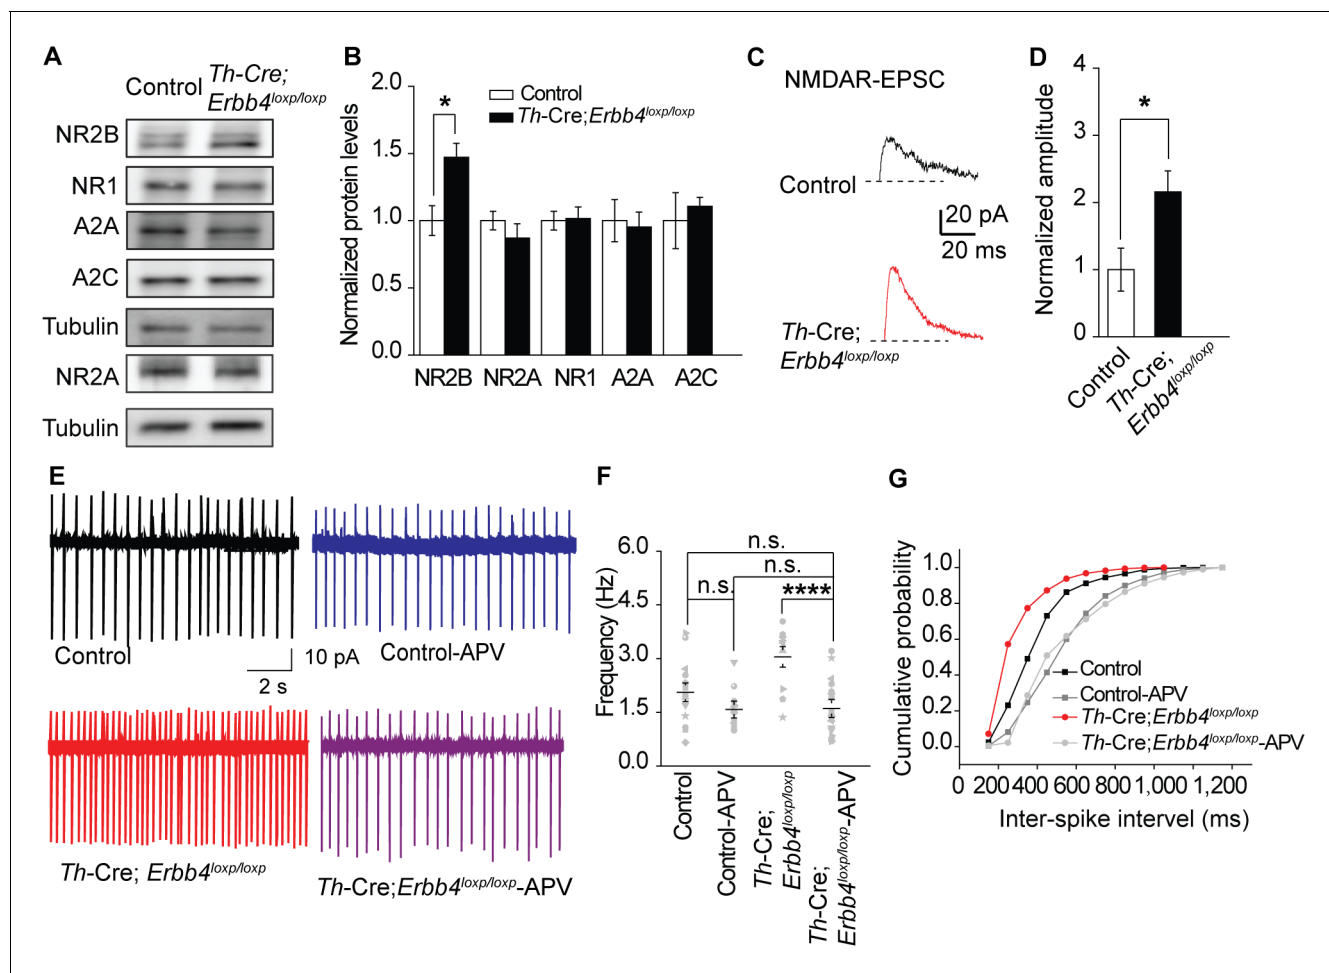 A
Control
Th-Cre;
Erbb4loxp/loxp
NR2B
NR1
A2A
A2C
Tubulin
NR2A
Tubulin
B
2.0
1.5
1.0
0.5
0.0
Normalized protein levels
*
Control
Th-Cre;Erbb4loxp/loxp
NR2B NR2A NR1 A2A A2C
C
NMDAR-EPSC
Control
20 pA
20 ms
Th-Cre;
Erbb4loxp/loxp
D
Normalized amplitude
4
3
2
1
0
*
Control
Th-Cre;
Erbb4loxp/loxp
E
Control
10 pA
2 s
Control-APV
Th-Cre; Erbb4loxp/loxp
Th-Cre;Erbb4loxp/loxp-APV
F
Frequency (Hz)
6.0
4.5
3.0
1.5
0.0
n.s.
n.s.
n.s.
****
Control
Control-APV
Th-Cre;
Erbb4loxp/loxp
Th-Cre;
Erbb4loxp/loxp-APV
G
Cumulative probability
1.0
0.8
0.6
0.4
0.2
0.0
Control
Control-APV
Th-Cre;Erbb4loxp/loxp
Th-Cre;Erbb4loxp/loxp-APV
0 200 400 600 800 1,000 1,200
Inter-spike intervel (ms)